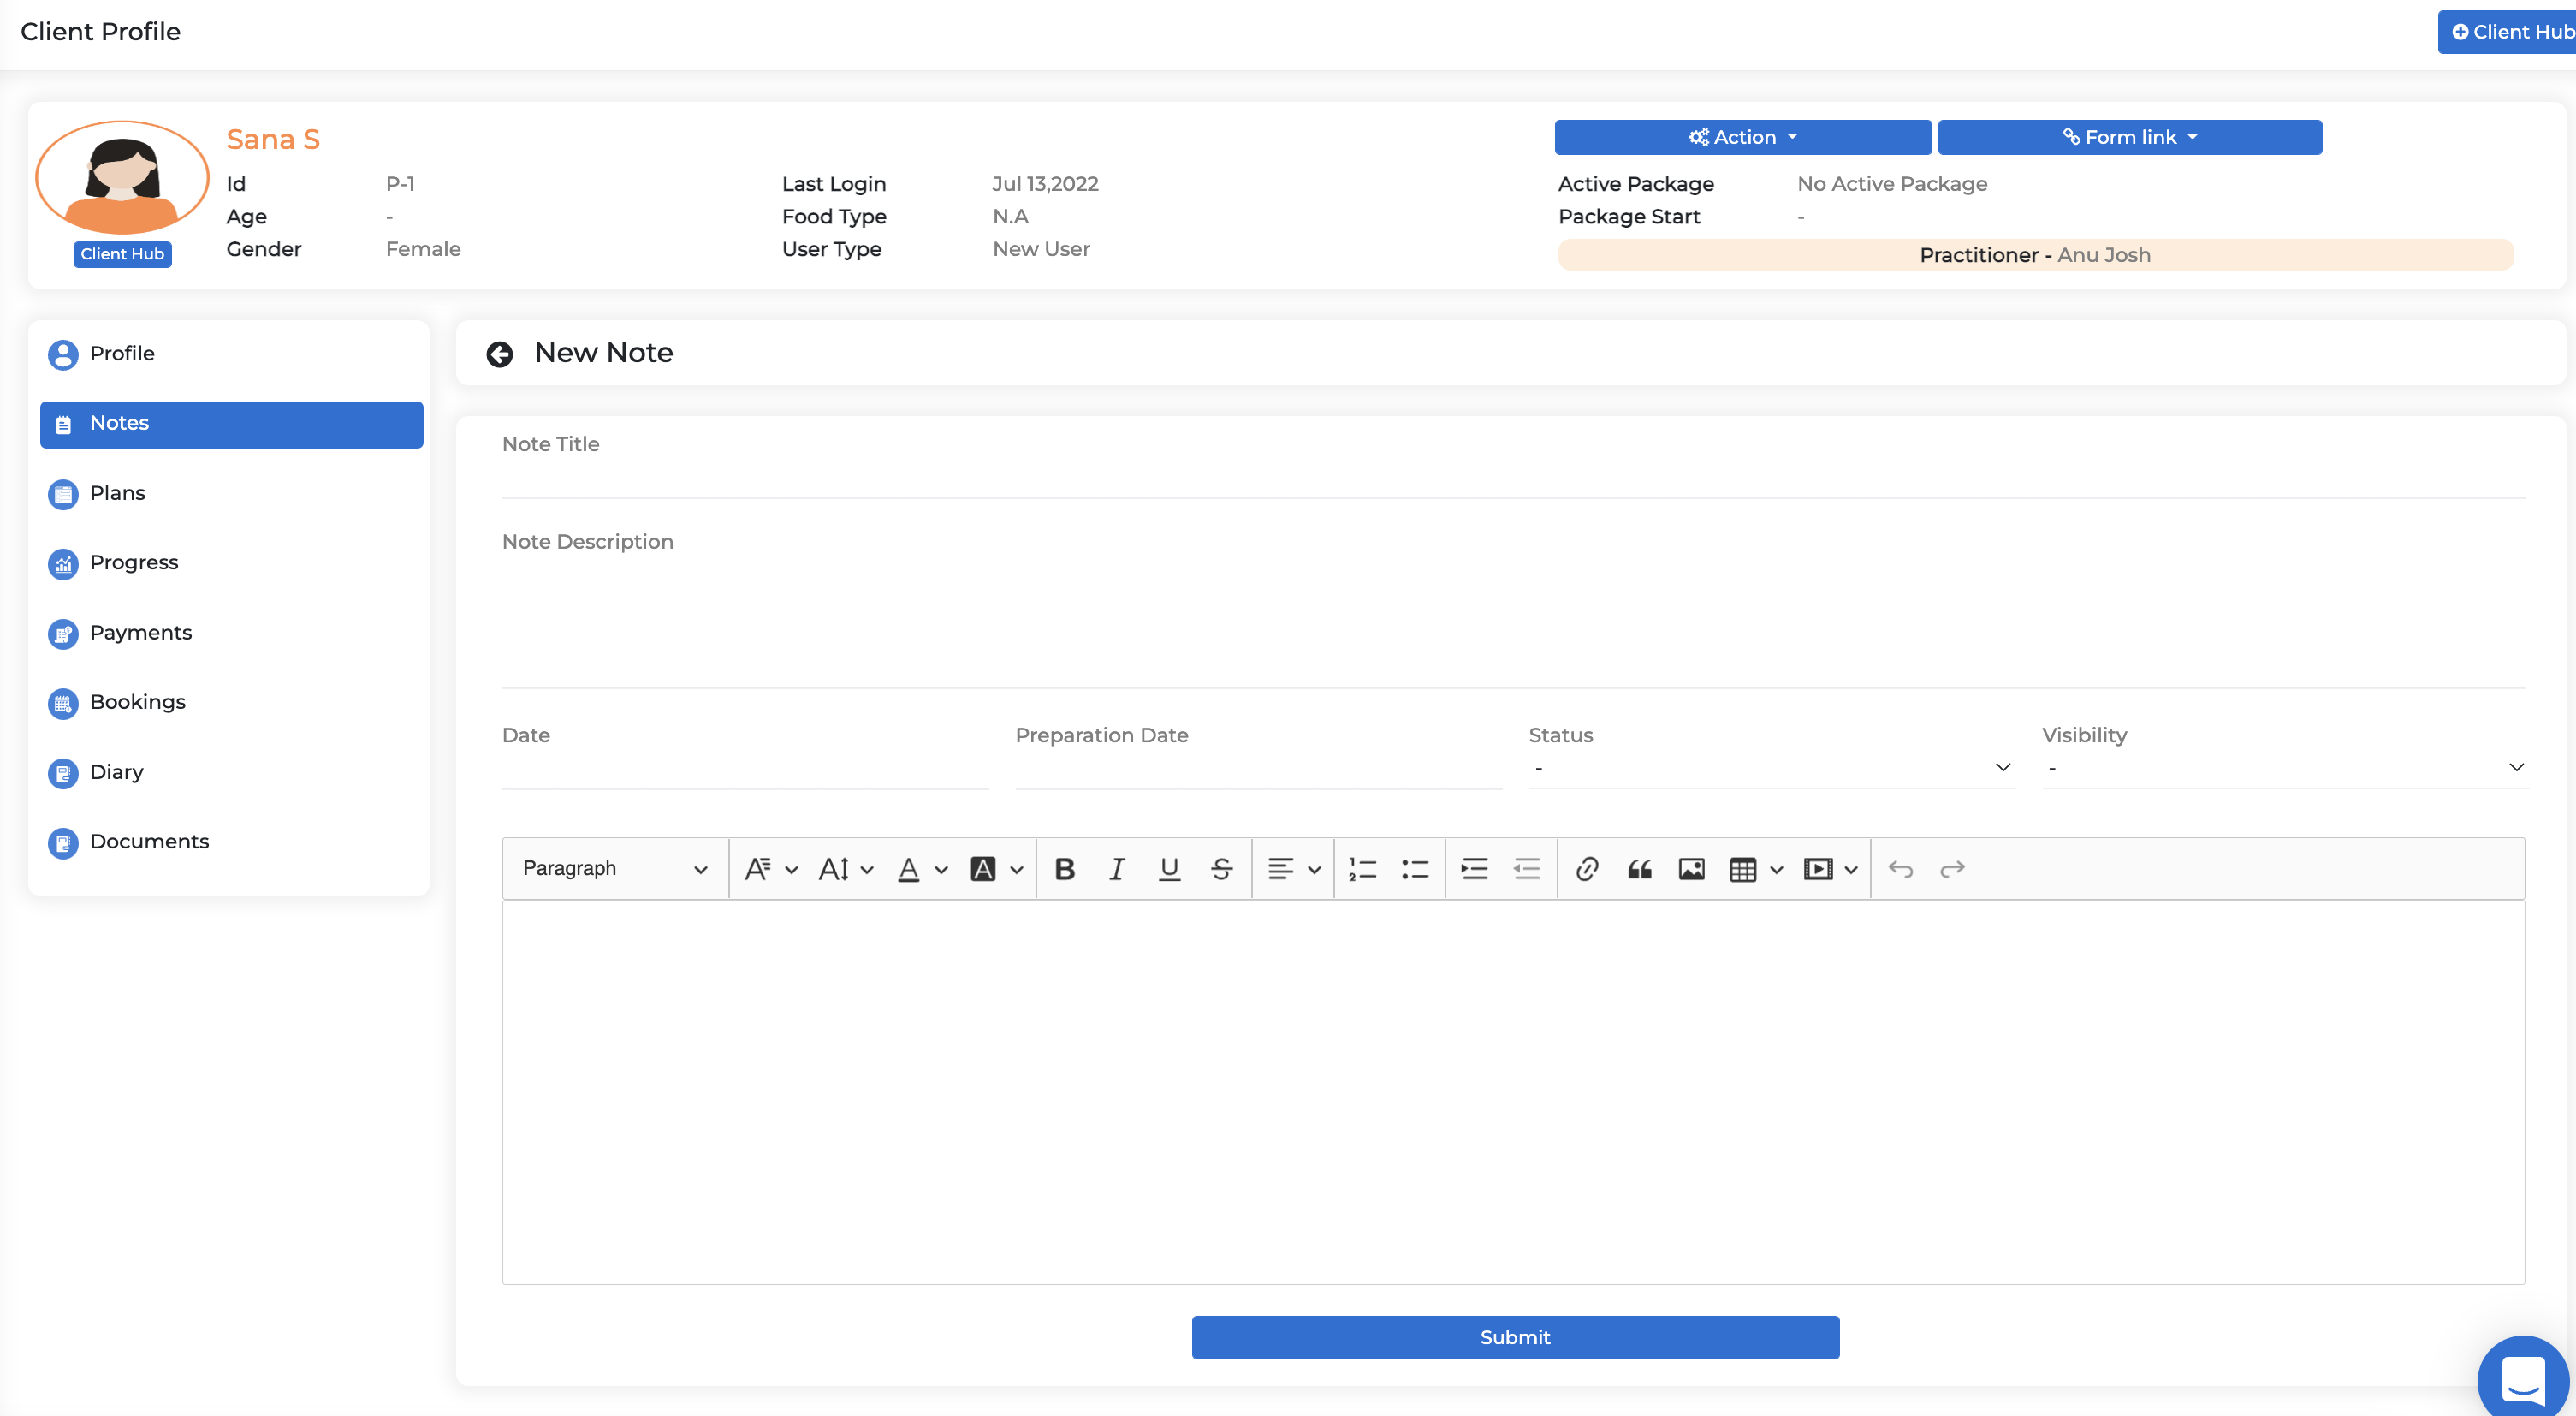 Client Profile
Client Hub
Sana S
Action
Form link
Id P-1 Last Login Jul 13,2022 Active Package No Active Package
Age - Food Type N.A Package Start -
Gender Female User Type New User
Client Hub
Practitioner - Anu Josh
Profile
Notes
Plans
Progress
Payments
Bookings
Diary
Documents
New Note
Note Title
Note Description
Date Preparation Date Status Visibility
- -
Paragraph
Submit